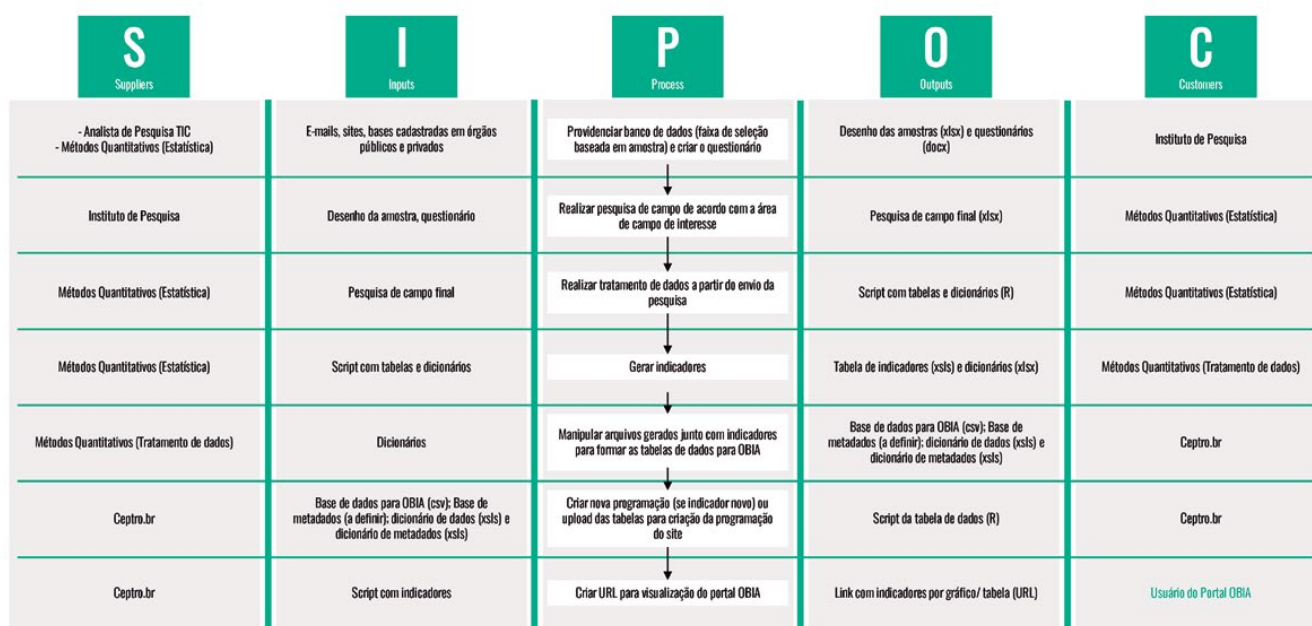 S
Suppliers
I
Inputs
P
Process
O
Outputs
C
Customers
- Analista de Pesquisa TIC
- Métodos Quantitativos (Estatística)
E-mails, sites, bases cadastradas em órgãos
públicos e privados
Providenciar banco de dados (faixa de seleção
baseada em amostra) e criar o questionário
Desenho das amostras (xlsx) e questionários
(docx)
Instituto de Pesquisa
Instituto de Pesquisa
Desenho da amostra, questionário
Realizar pesquisa de campo de acordo com a área
de campo de interesse
Pesquisa de campo final (xlsx)
Métodos Quantitativos (Estatística)
Métodos Quantitativos (Estatística)
Pesquisa de campo final
Realizar tratamento de dados a partir do envio da
pesquisa
Script com tabelas e dicionários (R)
Métodos Quantitativos (Estatística)
Métodos Quantitativos (Estatística)
Script com tabelas e dicionários
Gerar indicadores
Tabela de indicadores (xsls) e dicionários (xlsx)
Métodos Quantitativos (Tratamento de dados)
Métodos Quantitativos (Tratamento de dados)
Dicionários
Manipular arquivos gerados junto com indicadores
para formar as tabelas de dados para OBIA
Base de dados para OBIA (csv); Base de
metadados (a definir); dicionário de dados (xsls) e
dicionário de metadados (xsls)
Ceptro.br
Ceptro.br
Base de dados para OBIA (csv); Base de
metadados (a definir); dicionário de dados (xsls) e
dicionário de metadados (xsls)
Criar nova programação (se indicador novo) ou
upload das tabelas para criação da programação
do site
Script da tabela de dados (R)
Ceptro.br
Ceptro.br
Script com indicadores
Criar URL para visualização do portal OBIA
Link com indicadores por gráfico/ tabela (URL)
Usuário do Portal OBIA